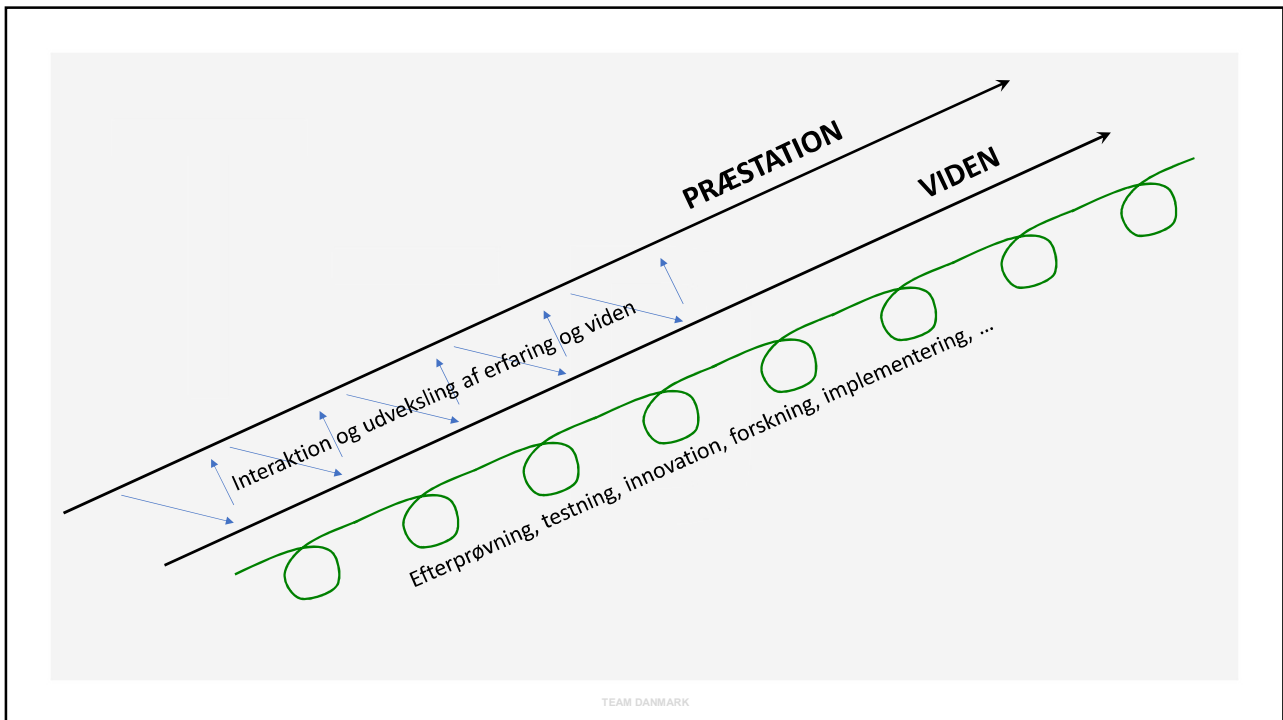 PRÆSTATION
VIDEN
Interaktion og udveksling af erfaring og viden
Efterprøvning, testning, innovation, forskning, implementering, ...
TEAM DANMARK